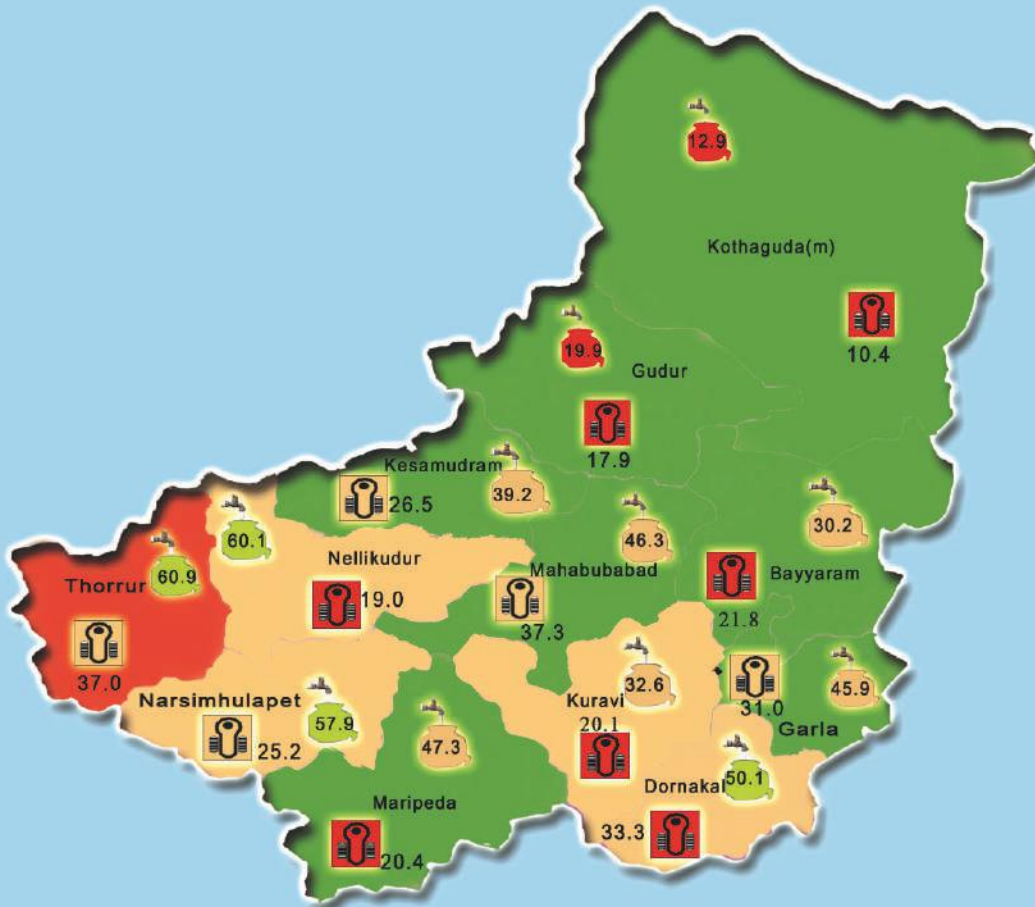 12.9
Kothaguda(m)
10.4
19.9
Gudur
17.9
Kesamudram
26.5
39.2
60.1
46.3
30.2
Nellikudur
Mahabubabad
Bayyaram
60.9
Thorrur
19.0
37.3
21.8
37.0
Narsimhulapet
57.9
25.2
32.6
Kuravi
20.1
31.0
45.9
Garla
47.3
50.1
Dornakal
Maripeda
33.3
20.4